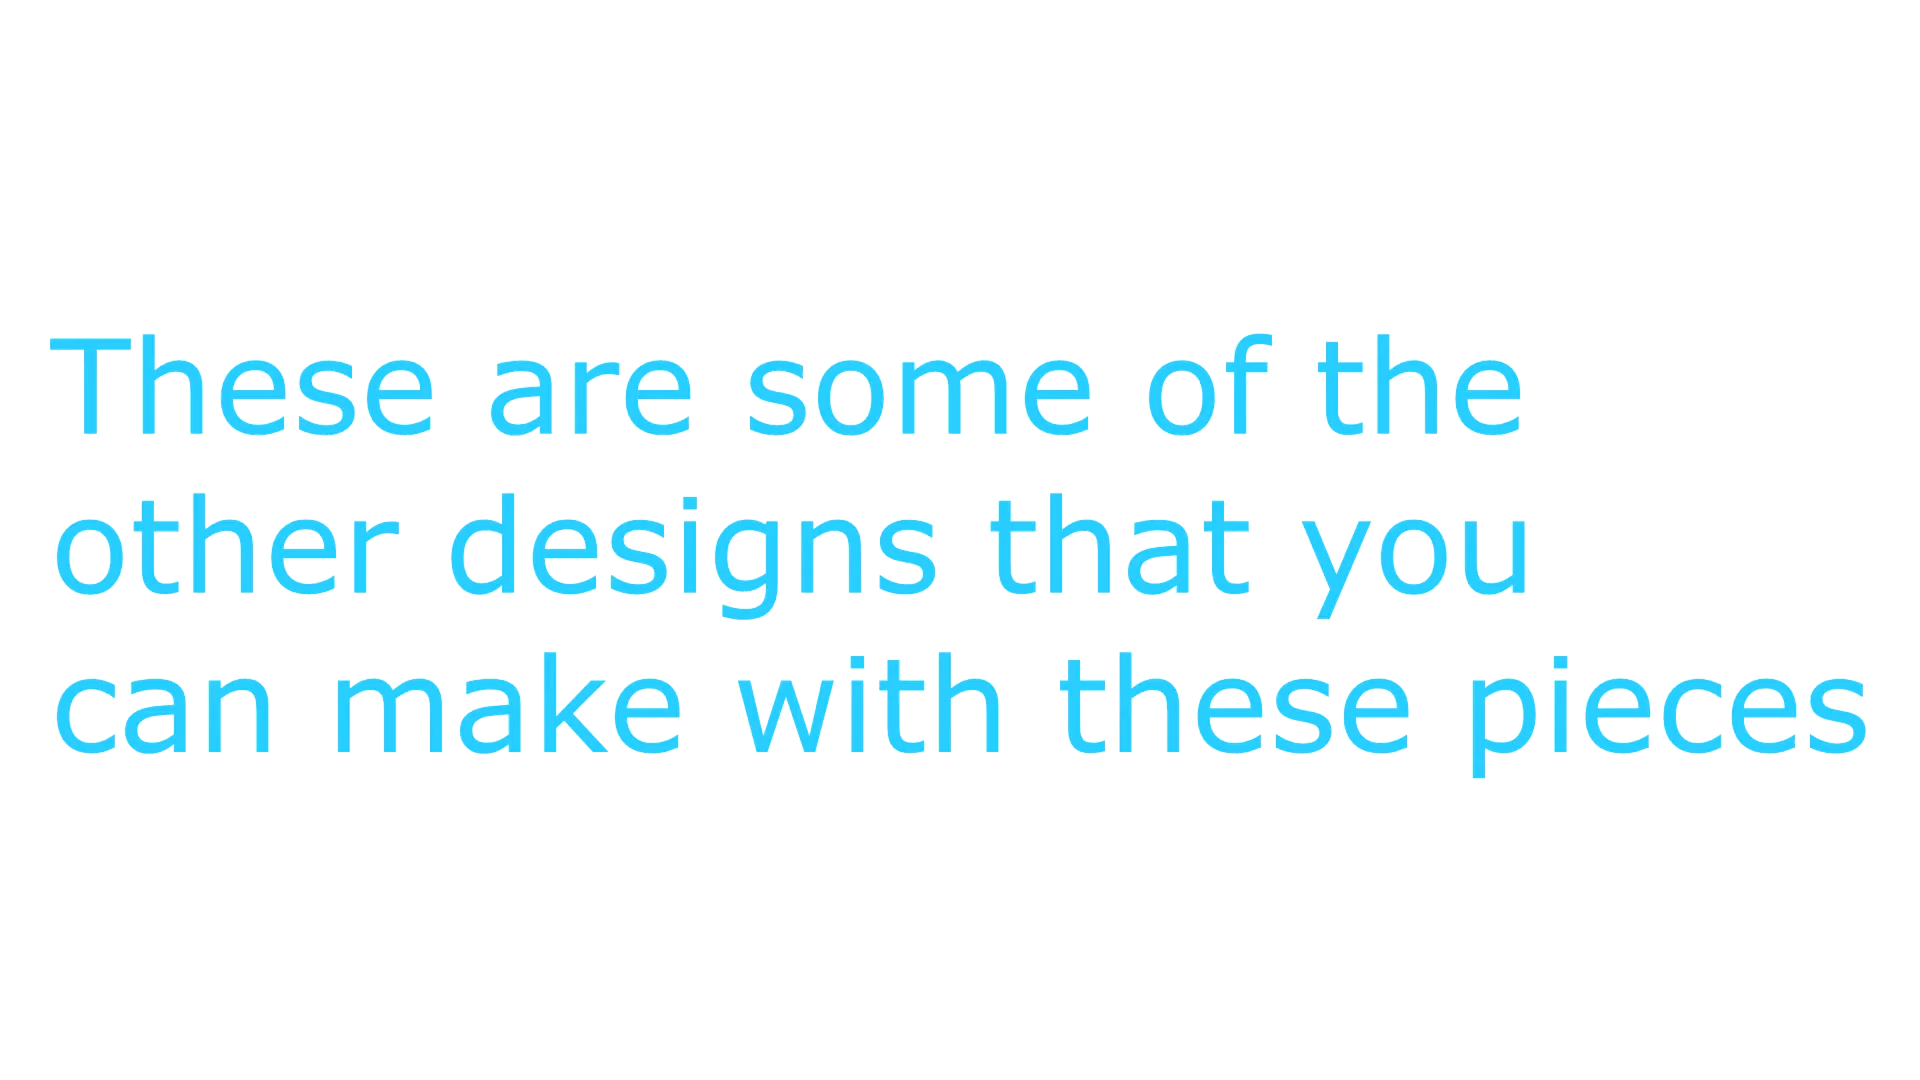 These are some of the
other designs that you
can make with these pieces